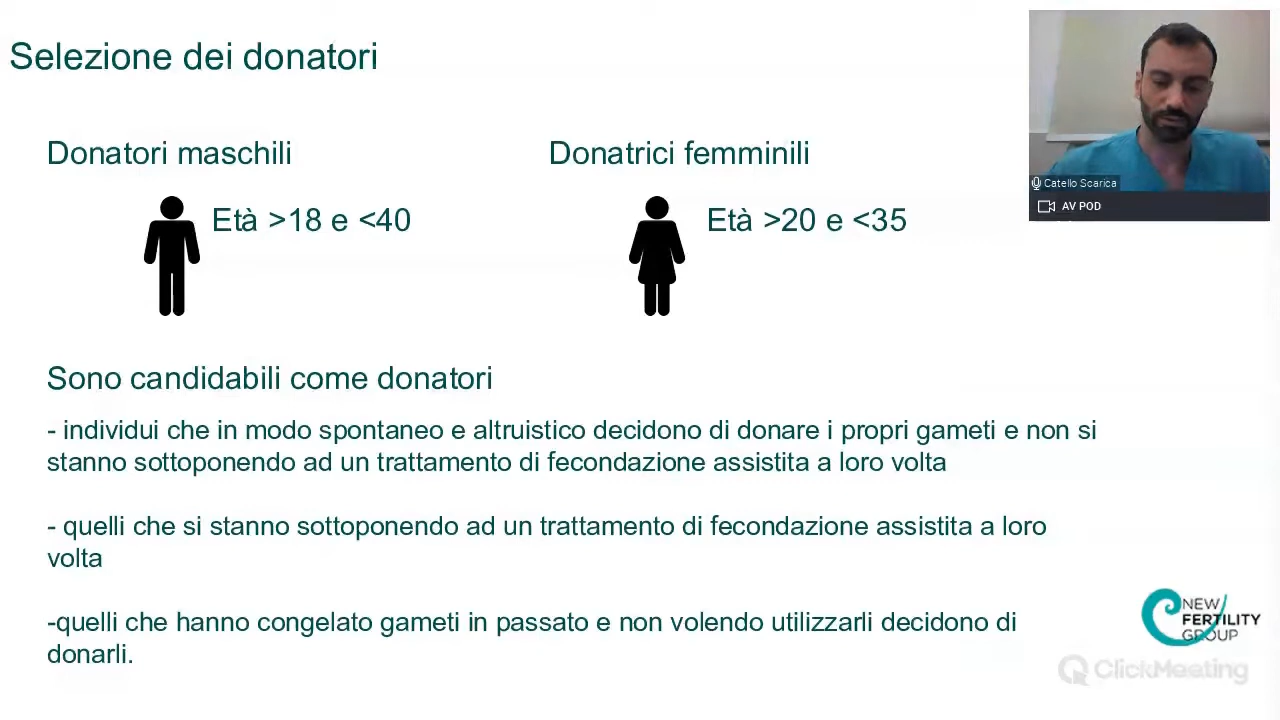 Selezione dei donatori
Donatori maschili
Donatrici femminili
Età >18 e <40
Età >20 e <35
Catello Scarica
AV POD
Sono candidabili come donatori
- individui che in modo spontaneo e altruistico decidono di donare i propri gameti e non si
stanno sottoponendo ad un trattamento di fecondazione assistita a loro volta
- quelli che si stanno sottoponendo ad un trattamento di fecondazione assistita a loro
volta
-quelli che hanno congelato gameti in passato e non volendo utilizzarli decidono di
donarli.
NEW
FERTILITY
GROUP
ClickMeeting